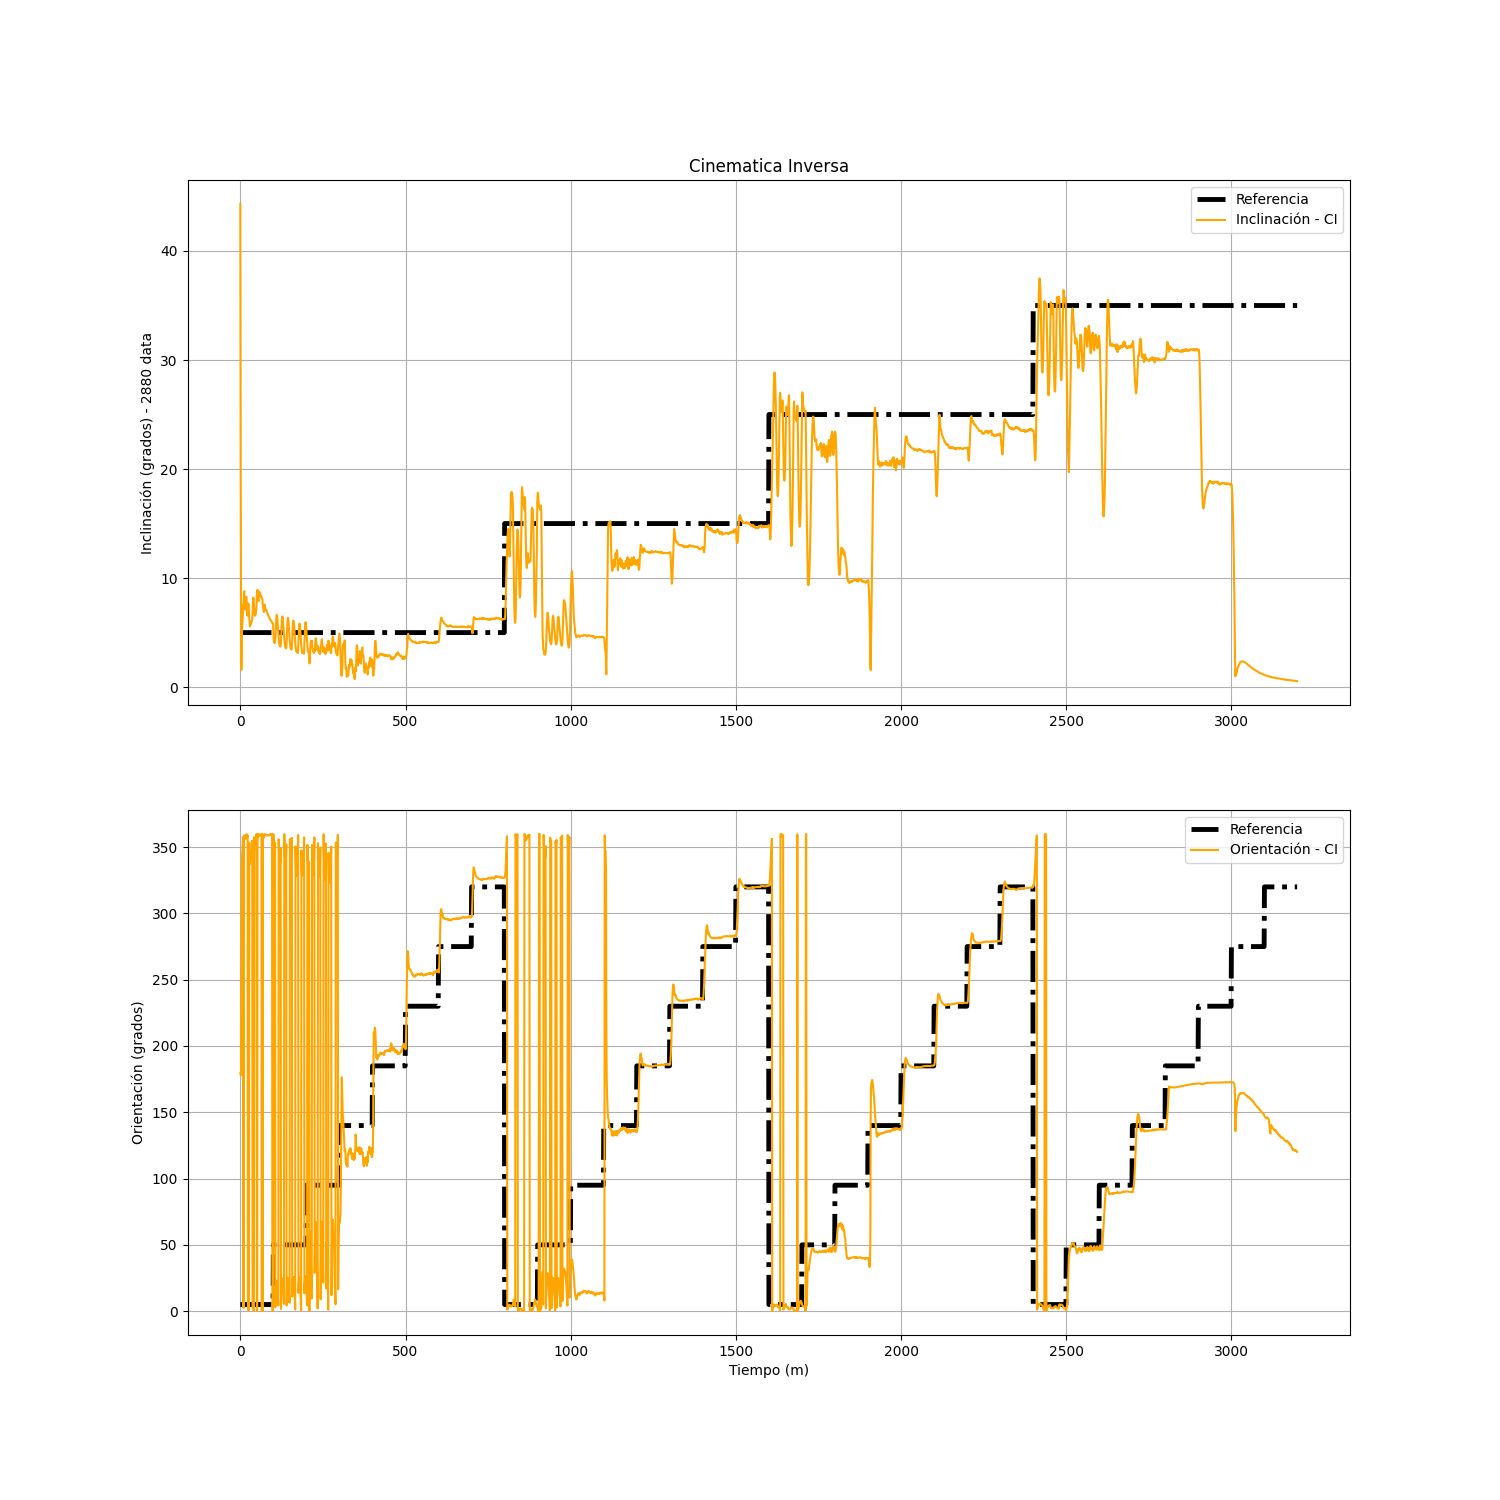 Cinematica Inversa
Referencia
Inclinación - CI
Inclinación (grados) - 2880 data
40
30
20
10
0
0 500 1000 1500 2000 2500 3000
Referencia
Orientación - CI
Orientación (grados)
350
300
250
200
150
100
50
0
0 500 1000 1500 2000 2500 3000
Tiempo (m)